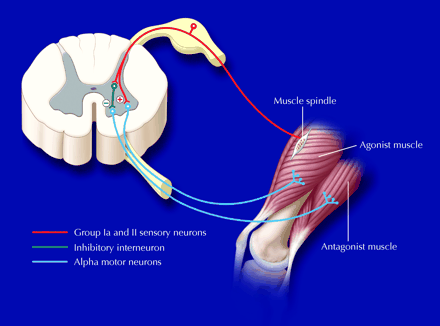 Muscle spindle
Agonist muscle
−
+
Antagonist muscle
Group Ia and II sensory neurons
Inhibitory interneuron
Alpha motor neurons